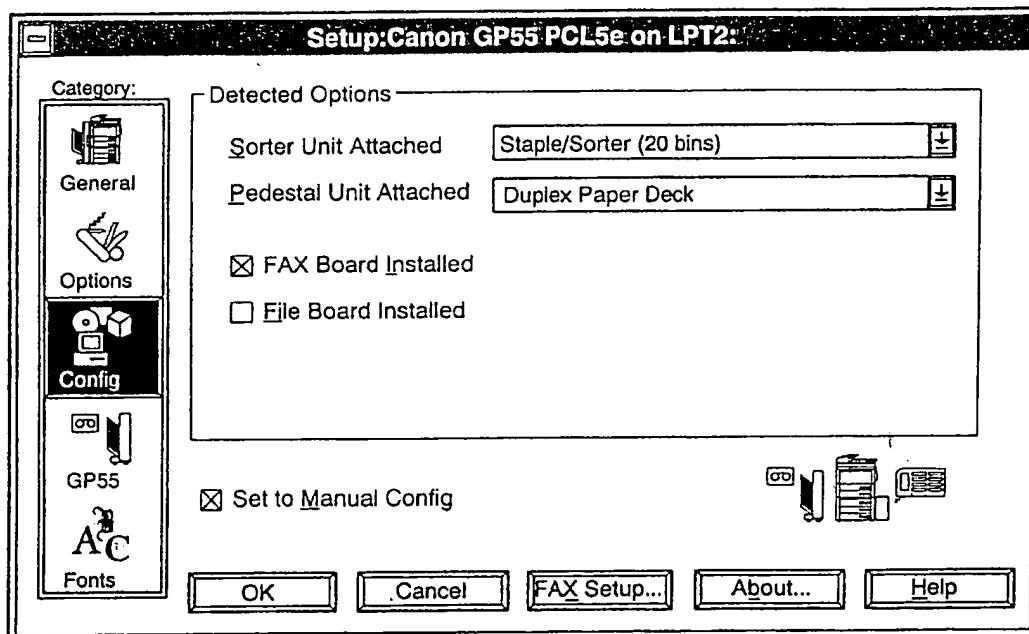 Setup:Canon GP55 PCL5e on LPT2:
Category:
General
Options
Config
GP55
AC
Fonts
Detected Options
Sorter Unit Attached
Staple/Sorter (20 bins)
Pedestal Unit Attached
Duplex Paper Deck
FAX Board Installed
File Board Installed
Set to Manual Config
OK
.Cancel
FAX Setup...
About...
Help